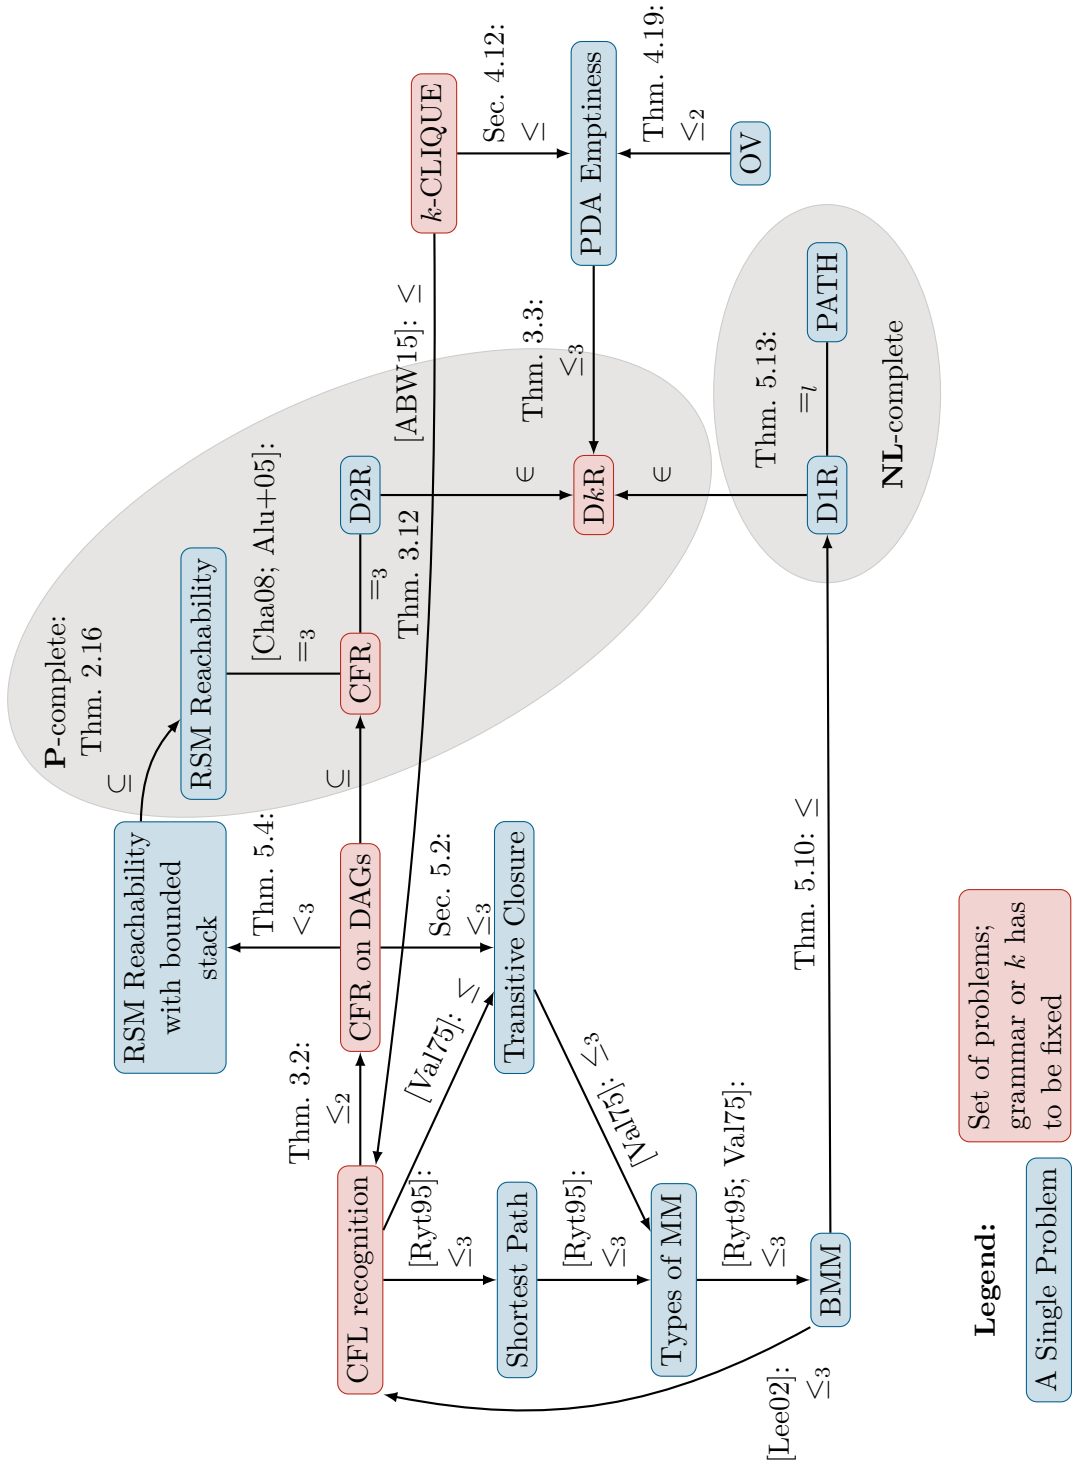 **P**-complete:
Thm. 2.16
⊆
RSM Reachability
with bounded
stack
RSM Reachability
Thm. 5.4:
<₃
[Cha08; Alu+05]:
=₃
Thm. 3.2:
≤₂
CFL recognition
CFR on DAGs
⊆
CFR
=₃
D2R
Thm. 3.12
[ABW15]: ≤
k-CLIQUE
[Ryt95]:
≤₃
[Val75]: ≤
Sec. 5.2:
≤₃
Sec. 4.12:
≤
Shortest Path
Transitive Closure
∈
Thm. 3.3:
≤₃
[Ryt95]:
≤₃
[Val75]: ≤₃
DkR
PDA Emptiness
Types of MM
∈
Thm. 4.19:
≤₂
[Ryt95; Val75]:
≤₃
OV
Thm. 5.13:
=ₗ
[Lee02]:
≤₃
BMM
Thm. 5.10: ≤
D1R
PATH
**NL**-complete
Legend:
A Single Problem
Set of problems;
grammar or k has
to be fixed